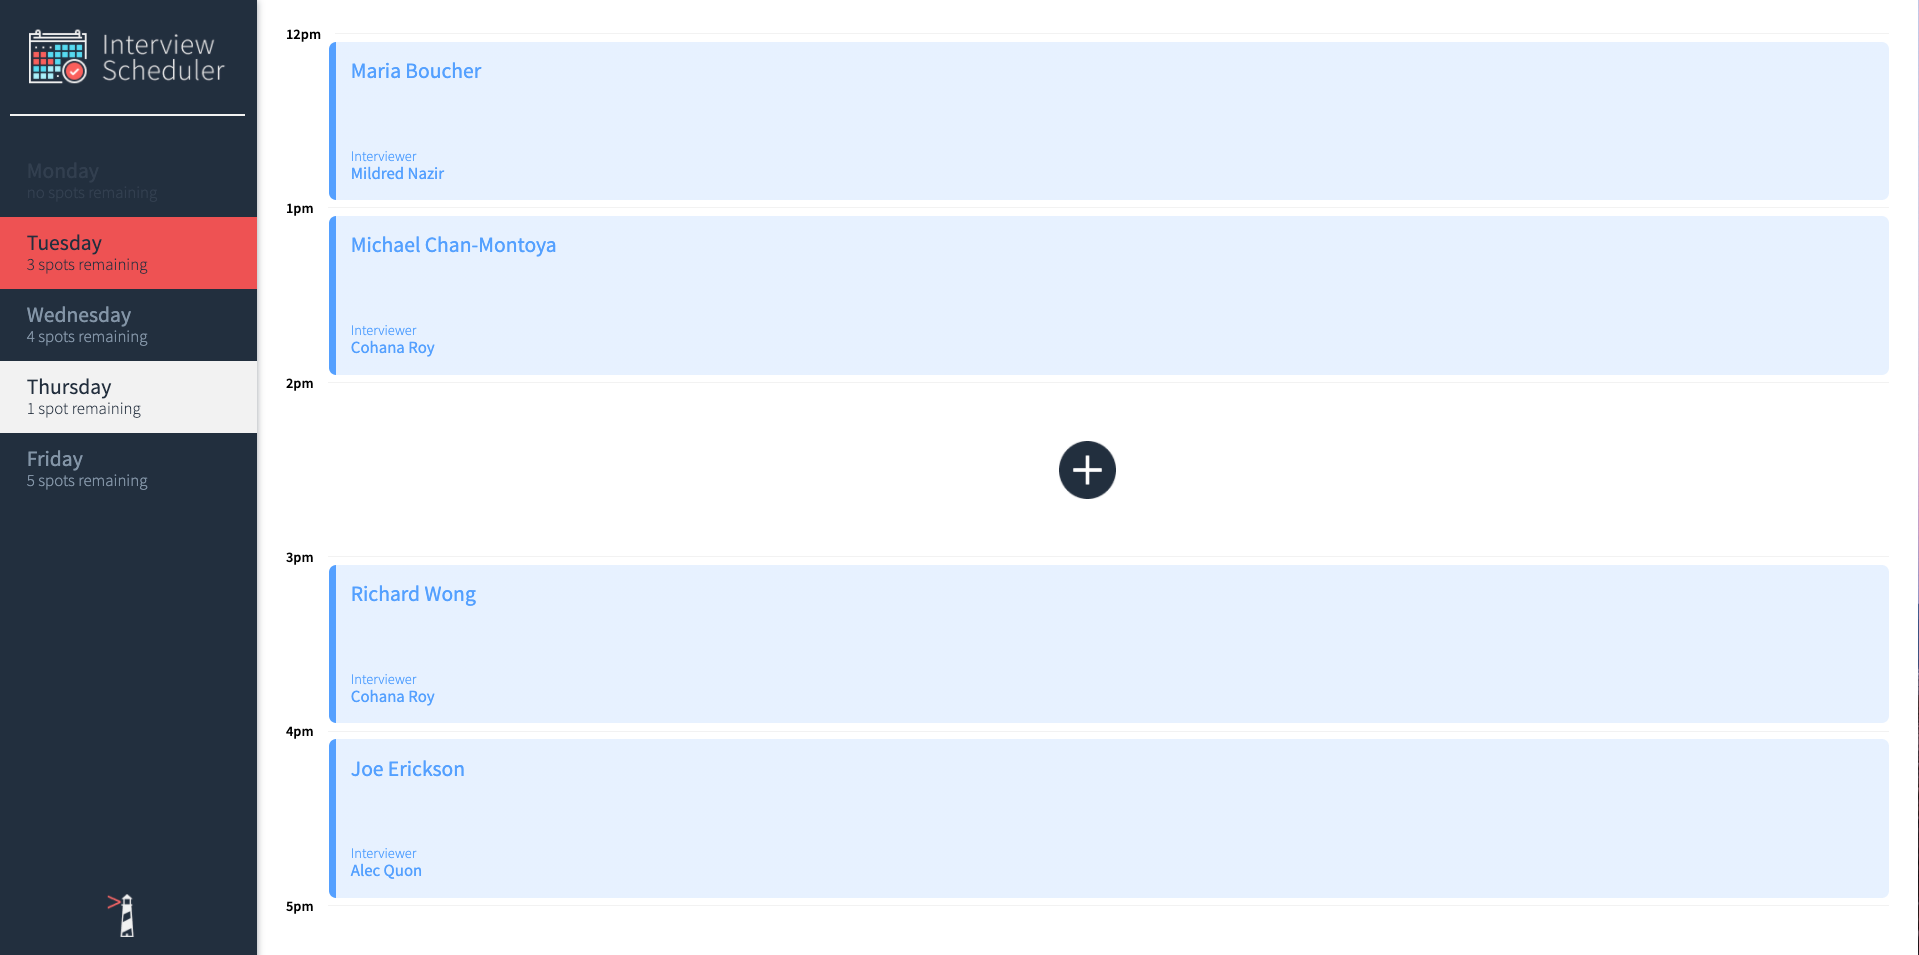 Interview
Scheduler
Monday
no spots remaining
Tuesday
3 spots remaining
Wednesday
4 spots remaining
Thursday
1 spot remaining
Friday
5 spots remaining
12pm
Maria Boucher
Interviewer
Mildred Nazir
1pm
Michael Chan-Montoya
Interviewer
Cohana Roy
2pm
3pm
Richard Wong
Interviewer
Cohana Roy
4pm
Joe Erickson
Interviewer
Alec Quon
5pm